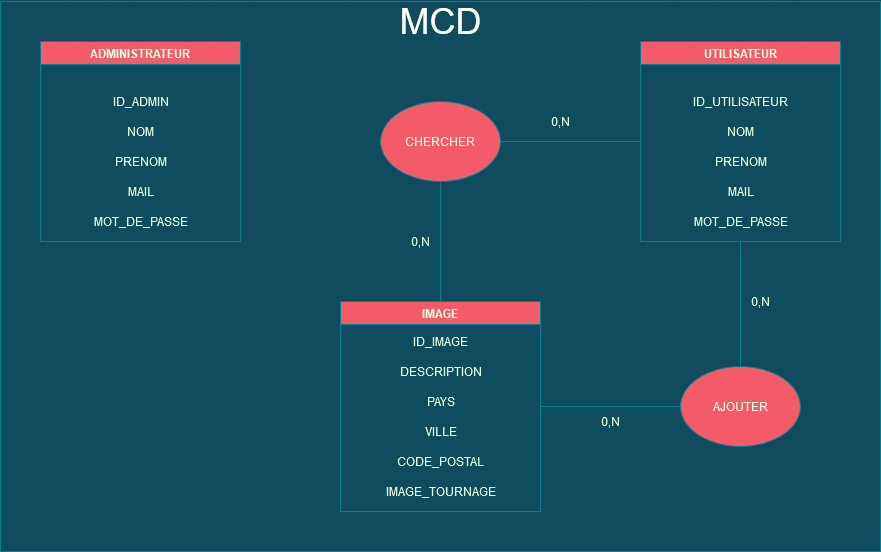 MCD
ADMINISTRATEUR
ID_ADMIN
NOM
PRENOM
MAIL
MOT_DE_PASSE
CHERCHER
0,N
UTILISATEUR
ID_UTILISATEUR
NOM
PRENOM
MAIL
MOT_DE_PASSE
0,N
0,N
IMAGE
ID_IMAGE
DESCRIPTION
PAYS
VILLE
CODE_POSTAL
IMAGE_TOURNAGE
0,N
AJOUTER